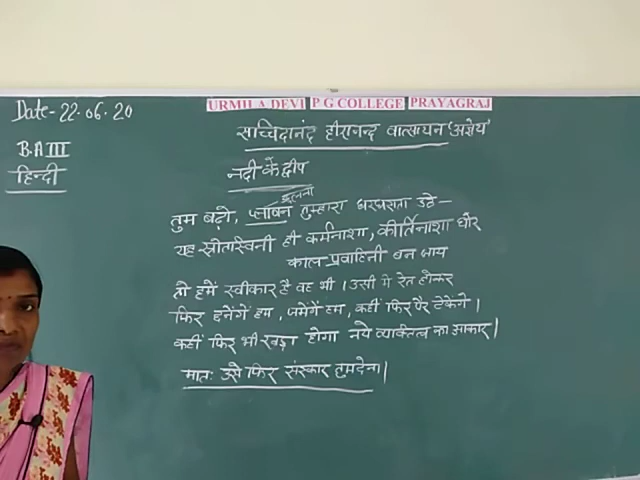 Date-22.06.20
URMILA DEVI P G COLLEGE PRAYAGRAJ
सच्चिदानंद हीरानन्द वात्सायन 'अज्ञेय'
B.A III
हिन्दी
नदी के द्वीप
तुम बढ़ो, प्लावन तुम्हारा घरघराता उठे-
यह स्रोतस्विनी ही कर्मनाशा, कीर्तिनाशा घोर
काल प्रवाहिनी बन जाय
तो हमें स्वीकार है वह भी। उसी में रेत होकर
फिर छनेंगें हम, जमेगें हम, कहीं फिर पैर टेकेगे।
कहीं फिर भी खड़ा होगा नये व्यक्तित्व का आकार।
मातः उसे फिर संस्कार तुम देना।